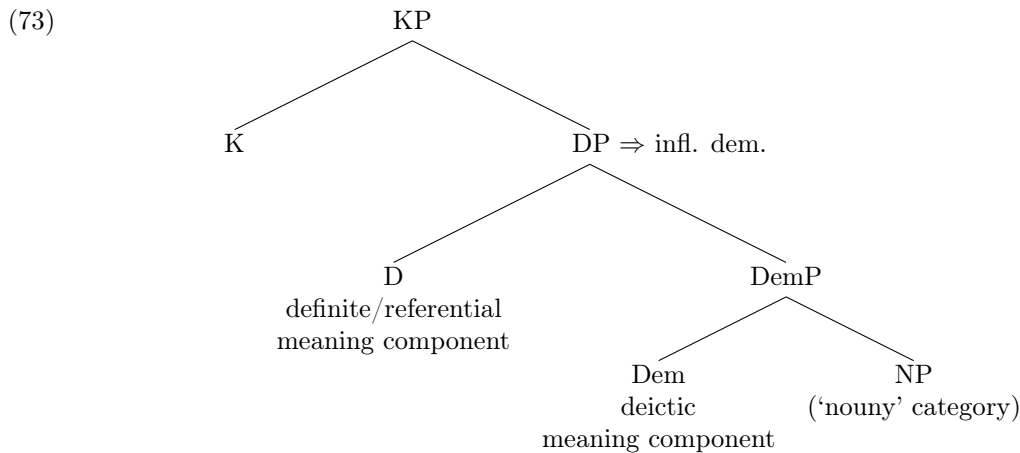 (73)
KP
K
DP ⇒ infl. dem.
D
definite/referential
meaning component
DemP
Dem
deictic
meaning component
NP
(‘nouny’ category)